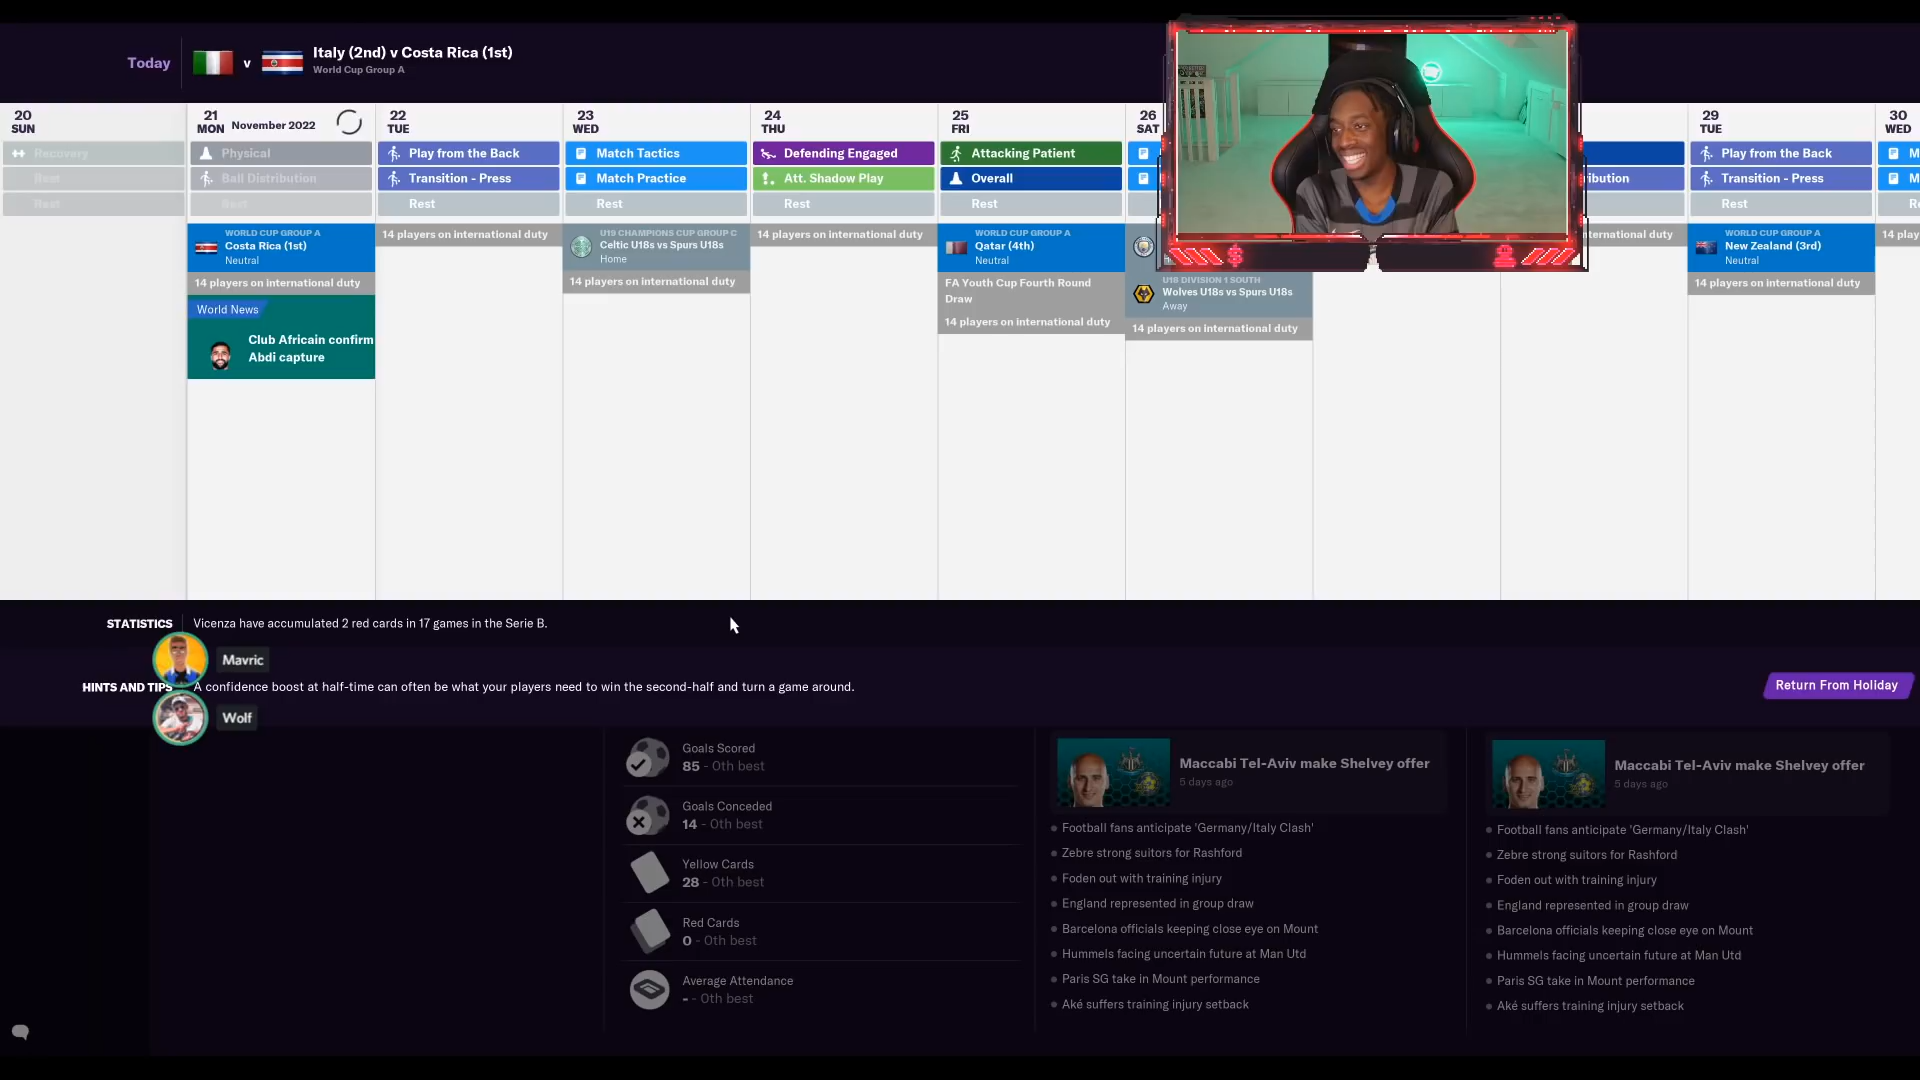 Today
v
Italy (2nd) v Costa Rica (1st)
World Cup Group A
20
SUN
Recovery
Rest
Rest
21
MON November 2022
Physical
Ball Distribution
Rest
WORLD CUP GROUP A
Costa Rica (1st)
Neutral
14 players on international duty
World News
Club Africain confirm
Abdi capture
22
TUE
Play from the Back
Transition - Press
Rest
14 players on international duty
23
WED
Match Tactics
Match Practice
Rest
U19 CHAMPIONS CUP GROUP C
Celtic U18s vs Spurs U18s
Home
14 players on international duty
24
THU
Defending Engaged
Att. Shadow Play
Rest
14 players on international duty
25
FRI
Attacking Patient
Overall
Rest
WORLD CUP GROUP A
Qatar (4th)
Neutral
FA Youth Cup Fourth Round
Draw
14 players on international duty
26
SAT
U18 DIVISION 1 SOUTH
Wolves U18s vs Spurs U18s
Away
14 players on international duty
ribution
ternational duty
29
TUE
Play from the Back
Transition - Press
Rest
WORLD CUP GROUP A
New Zealand (3rd)
Neutral
14 players on international duty
30
WED
M
M
R
14 play
STATISTICS
Vicenza have accumulated 2 red cards in 17 games in the Serie B.
Mavric
HINTS AND TIPS
A confidence boost at half-time can often be what your players need to win the second-half and turn a game around.
Return From Holiday
Wolf
Goals Scored
85 - 0th best
Goals Conceded
14 - 0th best
Yellow Cards
28 - 0th best
Red Cards
0 - 0th best
Average Attendance
- - 0th best
Maccabi Tel-Aviv make Shelvey offer
5 days ago
Football fans anticipate 'Germany/Italy Clash'
Zebre strong suitors for Rashford
Foden out with training injury
England represented in group draw
Barcelona officials keeping close eye on Mount
Hummels facing uncertain future at Man Utd
Paris SG take in Mount performance
Aké suffers training injury setback
Maccabi Tel-Aviv make Shelvey offer
5 days ago
Football fans anticipate 'Germany/Italy Clash'
Zebre strong suitors for Rashford
Foden out with training injury
England represented in group draw
Barcelona officials keeping close eye on Mount
Hummels facing uncertain future at Man Utd
Paris SG take in Mount performance
Aké suffers training injury setback